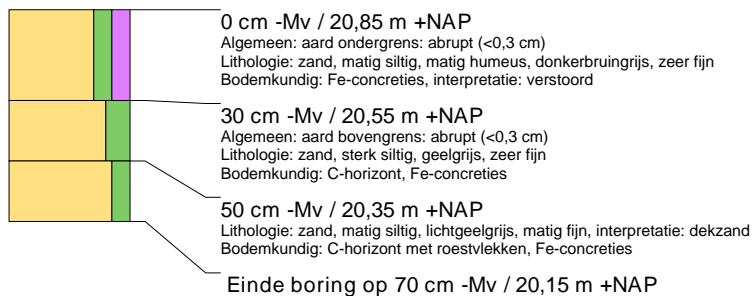 0 cm -Mv / 20,85 m +NAP
Algemeen: aard ondergrens: abrupt (<0,3 cm)
Lithologie: zand, matig siltig, matig humeus, donkerbruingrijs, zeer fijn
Bodemkundig: Fe-concreties, interpretatie: verstoord
30 cm -Mv / 20,55 m +NAP
Algemeen: aard bovengrens: abrupt (<0,3 cm)
Lithologie: zand, sterk siltig, geelgrijs, zeer fijn
Bodemkundig: C-horizont, Fe-concreties
50 cm -Mv / 20,35 m +NAP
Lithologie: zand, matig siltig, lichtgeelgrijs, matig fijn, interpretatie: dekzand
Bodemkundig: C-horizont met roestvlekken, Fe-concreties
Einde boring op 70 cm -Mv / 20,15 m +NAP